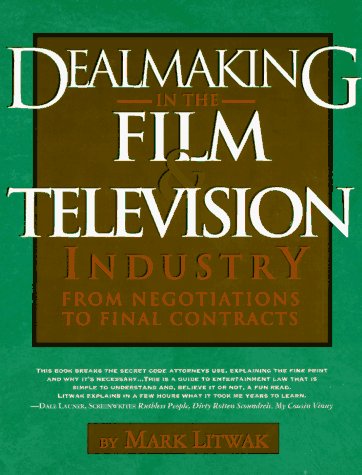 DEALMAKING
IN THE
FILM
&
TELEVISION
INDUSTRY
FROM NEGOTIATIONS
TO FINAL CONTRACTS
THIS BOOK BREAKS THE SECRET CODE ATTORNEYS USE, EXPLAINING THE FINE PRINT
AND WHY IT'S NECESSARY...THIS IS A GUIDE TO ENTERTAINMENT LAW THAT IS
SIMPLE TO UNDERSTAND AND, BELIEVE IT OR NOT, A FUN READ.
LITWAK EXPLAINS IN A FEW HOURS WHAT IT TOOK ME YEARS TO LEARN.
—DALE LAUNER, SCREENWRITER Ruthless People, Dirty Rotten Scoundrels, My Cousin Vinny
BY MARK LITWAK